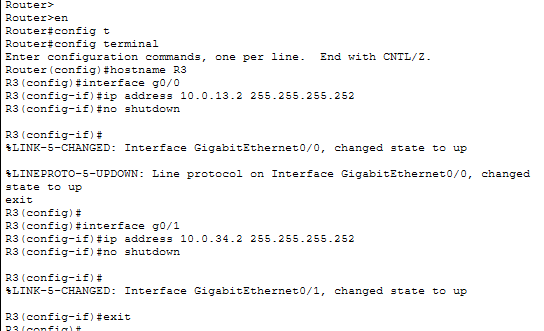 Router>
Router>en
Router#config t
Router#config terminal
Enter configuration commands, one per line.  End with CNTL/Z.
Router(config)#hostname R3
R3(config)#interface g0/0
R3(config-if)#ip address 10.0.13.2 255.255.255.252
R3(config-if)#no shutdown
R3(config-if)#
%LINK-5-CHANGED: Interface GigabitEthernet0/0, changed state to up
%LINEPROTO-5-UPDOWN: Line protocol on Interface GigabitEthernet0/0, changed
state to up
exit
R3(config)#
R3(config)#interface g0/1
R3(config-if)#ip address 10.0.34.2 255.255.255.252
R3(config-if)#no shutdown
R3(config-if)#
%LINK-5-CHANGED: Interface GigabitEthernet0/1, changed state to up
R3(config-if)#exit
R3(config)#